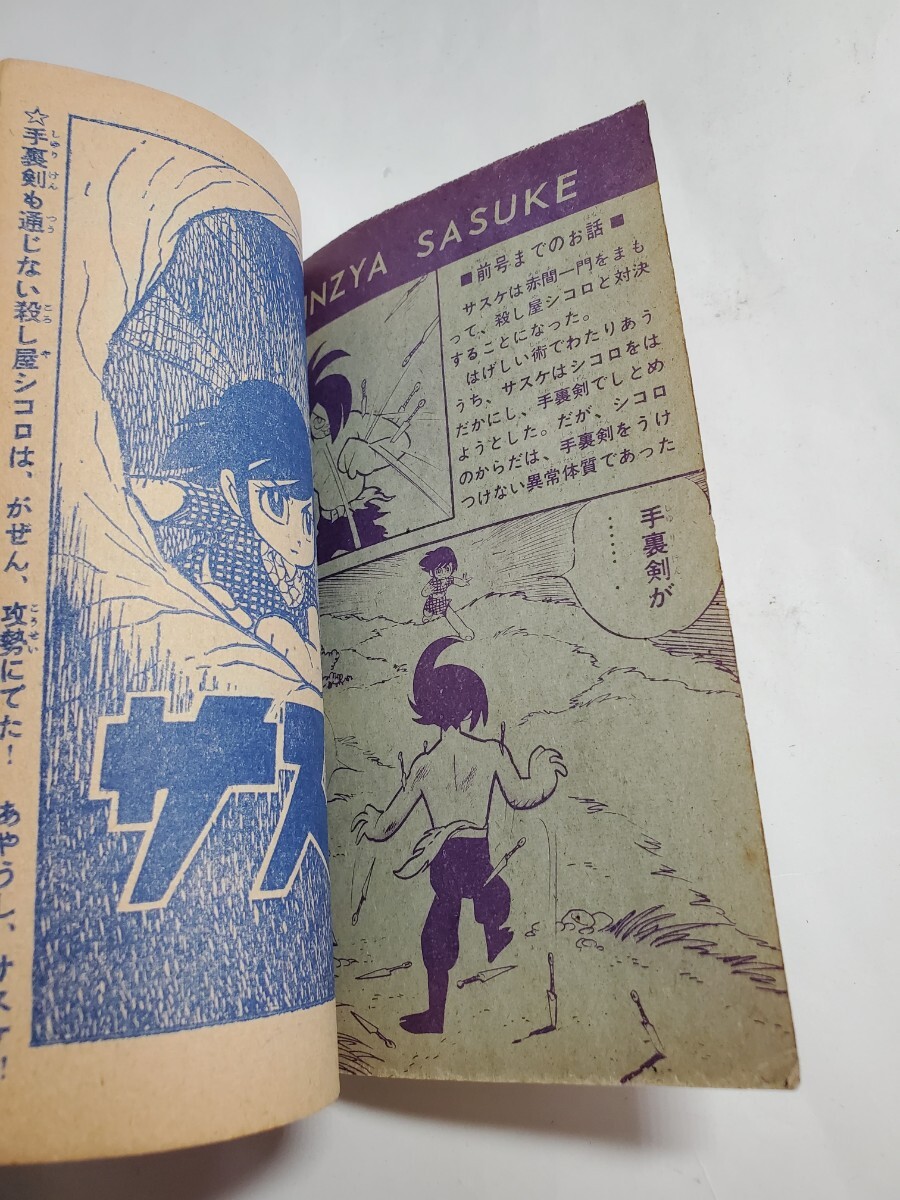 ☆手裏剣も通じない殺し屋シコロは、がぜん、攻勢にでた！ あやうし、サスケ！
サス
NZYA SASUKE
■前号までのお話■
サスケは赤間一門をまも
って、殺し屋シコロと対決
することになった。
はげしい術でわたりあう
うち、サスケはシコロをは
だかにし、手裏剣でしとめ
ようとした。だが、シコロ
のからだは、手裏剣をうけ
つけない異常体質であった
手裏剣が
………。